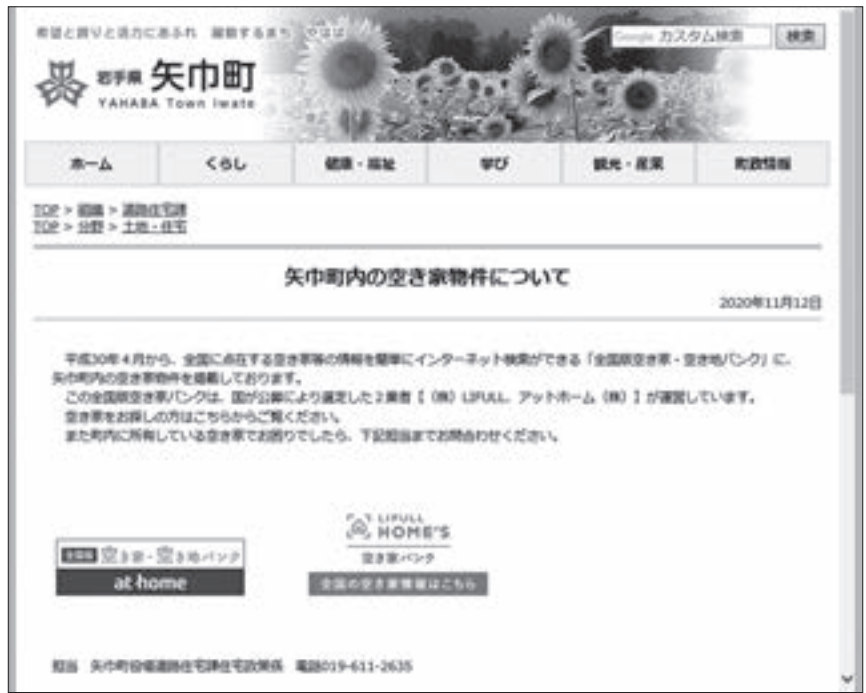 希望と誇りと活力にあふれ 躍動するまち やはば
Google カスタム検索 検索
岩手県 矢巾町
YAHABA Town Iwate
ホーム くらし 健康・福祉 学び 観光・産業 町政情報
TOP > 組織 > 道路住宅課
TOP > 分野 > 土地・住宅
矢巾町内の空き家物件について
2020年11月12日
平成30年4月から、全国に点在する空き家等の情報を簡単にインターネット検索ができる「全国版空き家・空き地バンク」に、
矢巾町内の空き家物件を掲載しております。
この全国版空き家バンクは、国が公募により選定した2業者【（株）LIFULL、アットホーム（株）】が運営しています。
空き家をお探しの方はこちらからご覧ください。
また町内に所有している空き家でお困りでしたら、下記担当までお問合わせください。
全国版 空き家・空き地バンク
at home
LIFULL
HOME'S
空き家バンク
全国の空き家情報はこちら
担当 矢巾町役場道路住宅課住宅政策係 電話019-611-2635